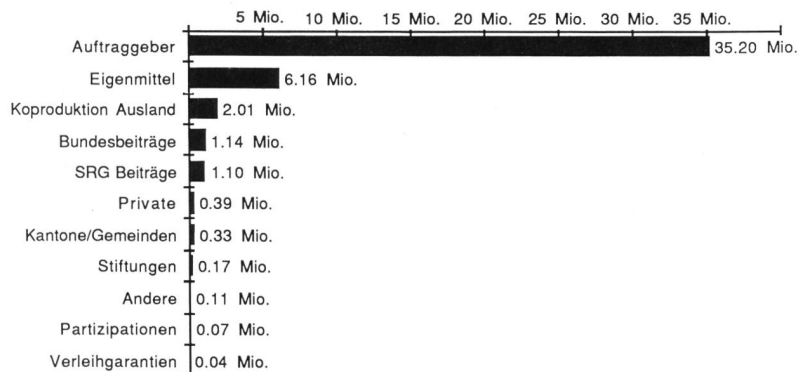 5 Mio. 10 Mio. 15 Mio. 20 Mio. 25 Mio. 30 Mio. 35 Mio.
Auftraggeber 35.20 Mio.
Eigenmittel 6.16 Mio.
Koproduktion Ausland 2.01 Mio.
Bundesbeiträge 1.14 Mio.
SRG Beiträge 1.10 Mio.
Private 0.39 Mio.
Kantone/Gemeinden 0.33 Mio.
Stiftungen 0.17 Mio.
Andere 0.11 Mio.
Partizipationen 0.07 Mio.
Verleihgarantien 0.04 Mio.